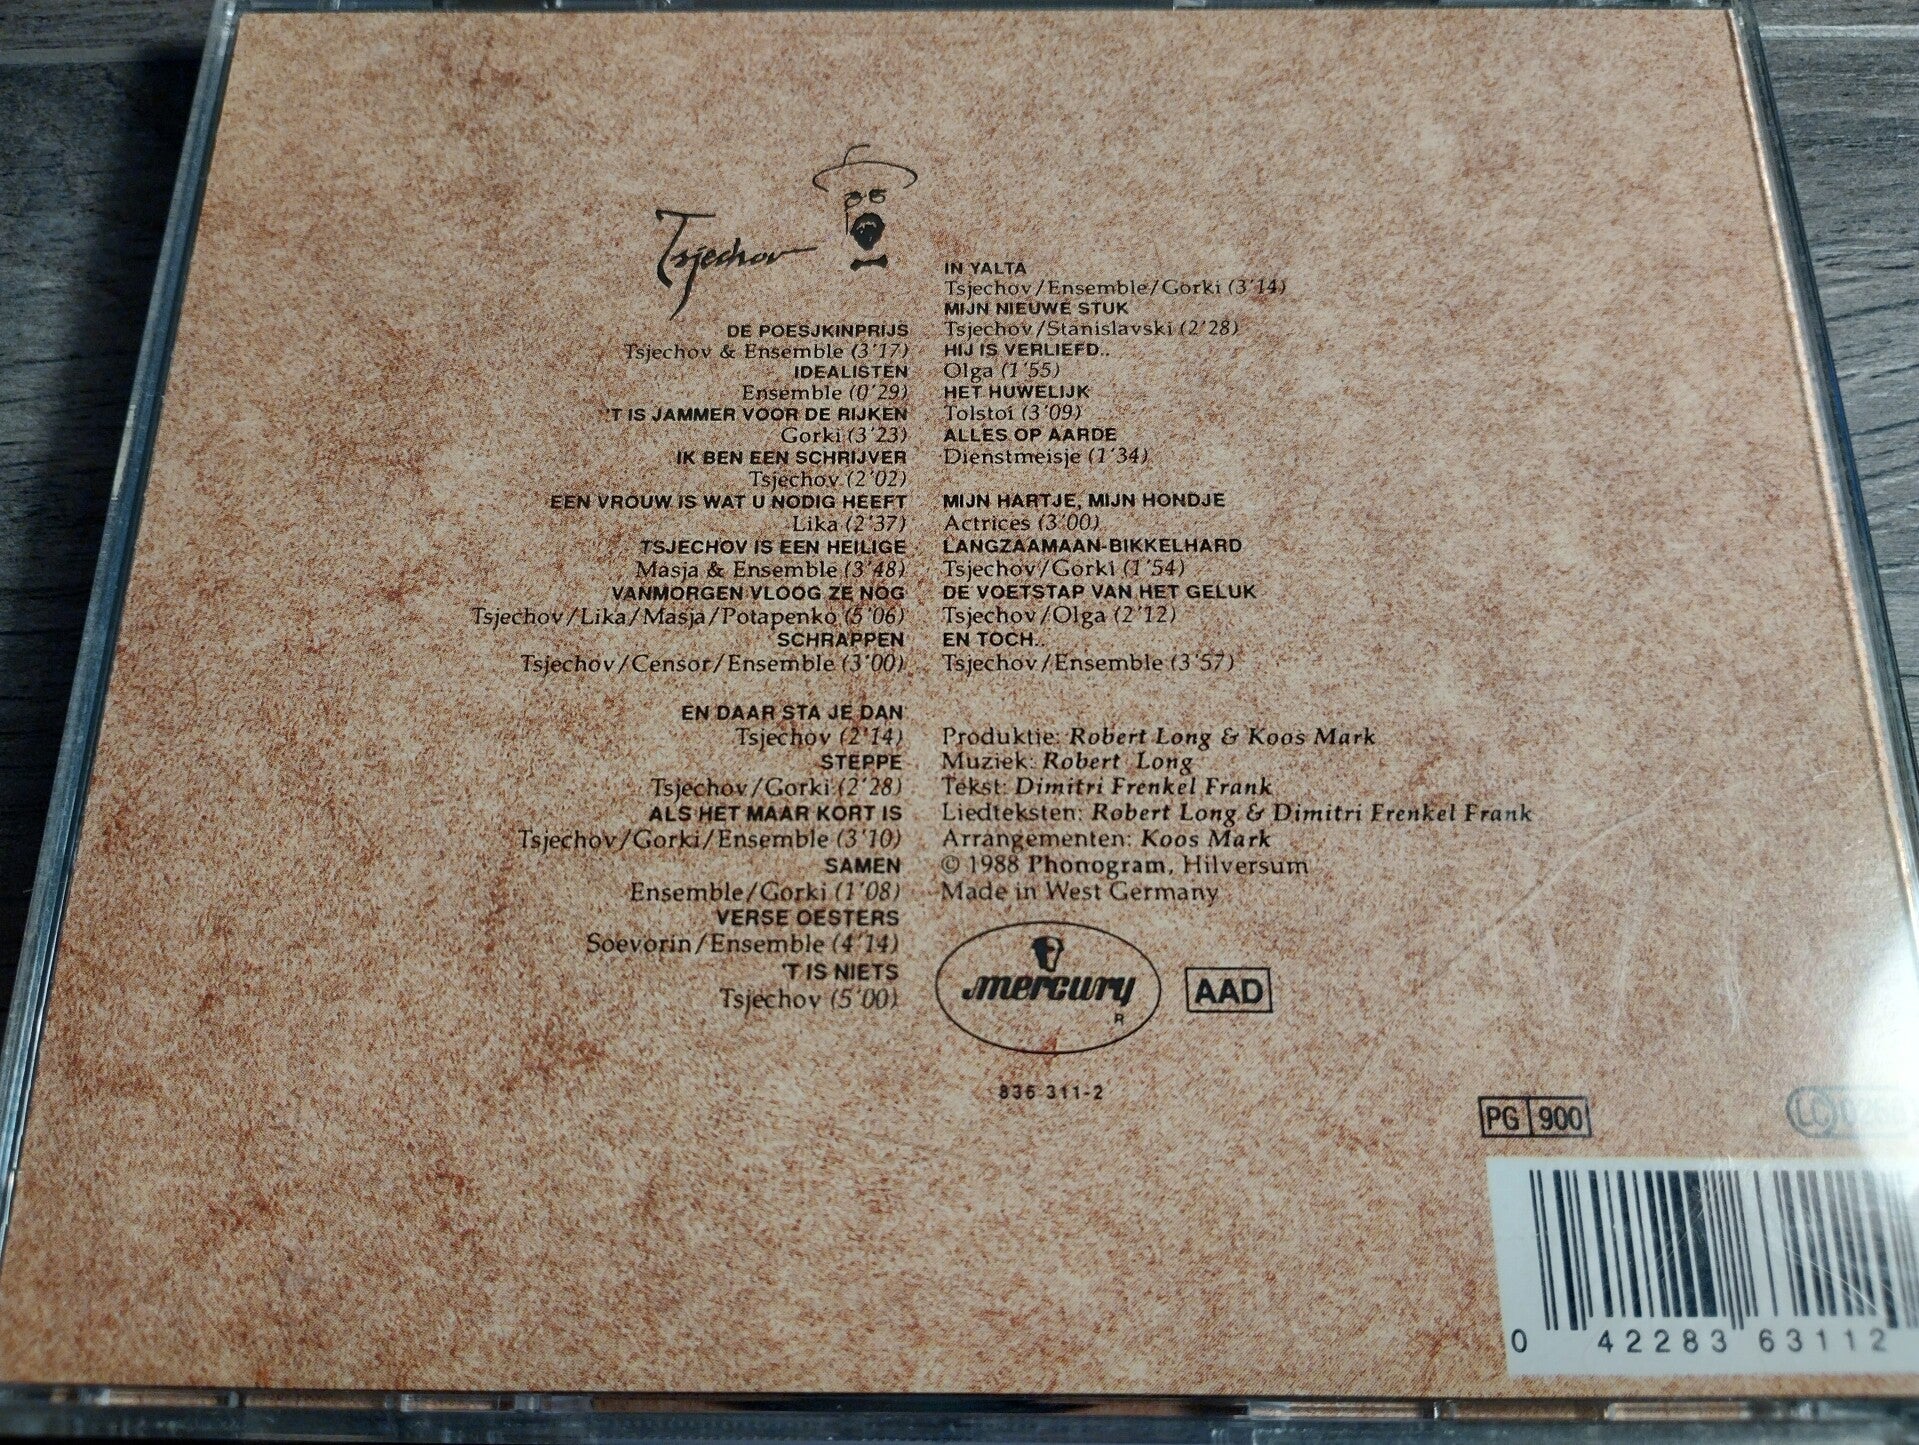 Tsjechov
DE POESJKINPRIJS
Tsjechov & Ensemble (3'17)
IDEALISTEN
Ensemble (0'29)
'T IS JAMMER VOOR DE RIJKEN
Gorki (3'23)
IK BEN EEN SCHRIJVER
Tsjechov (2'02)
EEN VROUW IS WAT U NODIG HEEFT
Lika (2'37)
TSJECHOV IS EEN HEILIGE
Masja & Ensemble (3'48)
VANMORGEN VLOOG ZE NOG
Tsjechov/Lika/Masja/Potapenko (5'06)
SCHRAPPEN
Tsjechov/Censor/Ensemble (3'00)
EN DAAR STA JE DAN
Tsjechov (2'14)
STEPPE
Tsjechov/Gorki (2'28)
ALS HET MAAR KORT IS
Tsjechov/Gorki/Ensemble (3'10)
SAMEN
Ensemble/Gorki (1'08)
VERSE OESTERS
Soevorin/Ensemble (4'14)
'T IS NIETS
Tsjechov (5'00)
IN YALTA
Tsjechov/Ensemble/Gorki (3'14)
MIJN NIEUWE STUK
Tsjechov/Stanislavski (2'28)
HIJ IS VERLIEFD..
Olga (1'55)
HET HUWELIJK
Tolstoi (3'09)
ALLES OP AARDE
Dienstmeisje (1'34)
MIJN HARTJE, MIJN HONDJE
Actrices (3'00)
LANGZAAMAAN-BIKKELHARD
Tsjechov/Gorki (1'54)
DE VOETSTAP VAN HET GELUK
Tsjechov/Olga (2'12)
EN TOCH..
Tsjechov/Ensemble (3'57)
Produktie: Robert Long & Koos Mark
Muziek: Robert Long
Tekst: Dimitri Frenkel Frank
Liedteksten: Robert Long & Dimitri Frenkel Frank
Arrangementen: Koos Mark
© 1988 Phonogram, Hilversum
Made in West Germany
mercury
R
AAD
836 311-2
PG 900
LC
0 42283 63112